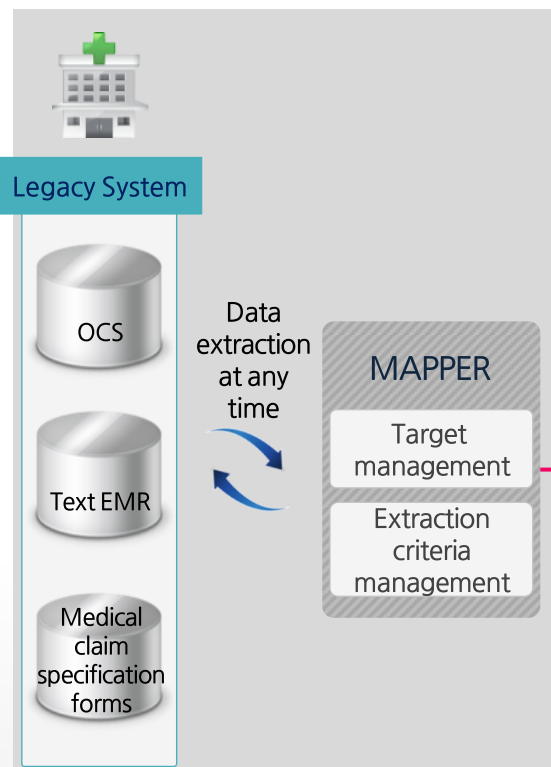 Legacy System
OCS
Text EMR
Medical
claim
specification
forms
Data
extraction
at any
time
MAPPER
Target
management
Extraction
criteria
management